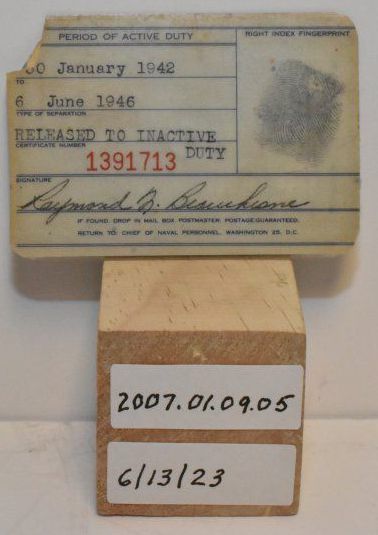 PERIOD OF ACTIVE DUTY
RIGHT INDEX FINGERPRINT
30 January 1942
TO
6 June 1946
TYPE OF SEPARATION
RELEASED TO INACTIVE
DUTY
CERTIFICATE NUMBER
1391713
SIGNATURE
Raymond N.
IF FOUND, DROP IN MAIL BOX. POSTMASTER: POSTAGE GUARANTEED.
RETURN TO: CHIEF OF NAVAL PERSONNEL, WASHINGTON 25, D.C.
2007.01.09.05
6/13/23